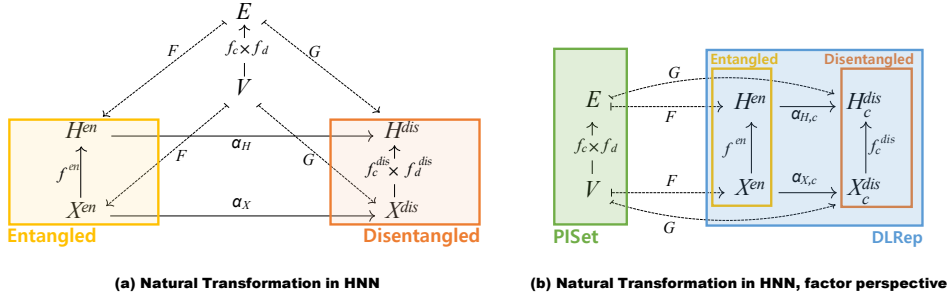 E
F
f_c × f_d
G
V
H^{en}
α_H
H^{dis}
F
G
f^{en}
f_c^{dis} × f_d^{dis}
X^{en}
α_X
X^{dis}
Entangled
Disentangled
(a) Natural Transformation in HNN
Entangled
Disentangled
G
E
F
H^{en}
α_{H,c}
H_c^{dis}
f_c × f_d
f^{en}
f_c^{dis}
V
F
X^{en}
α_{X,c}
X_c^{dis}
G
PISet
DLRep
(b) Natural Transformation in HNN, factor perspective